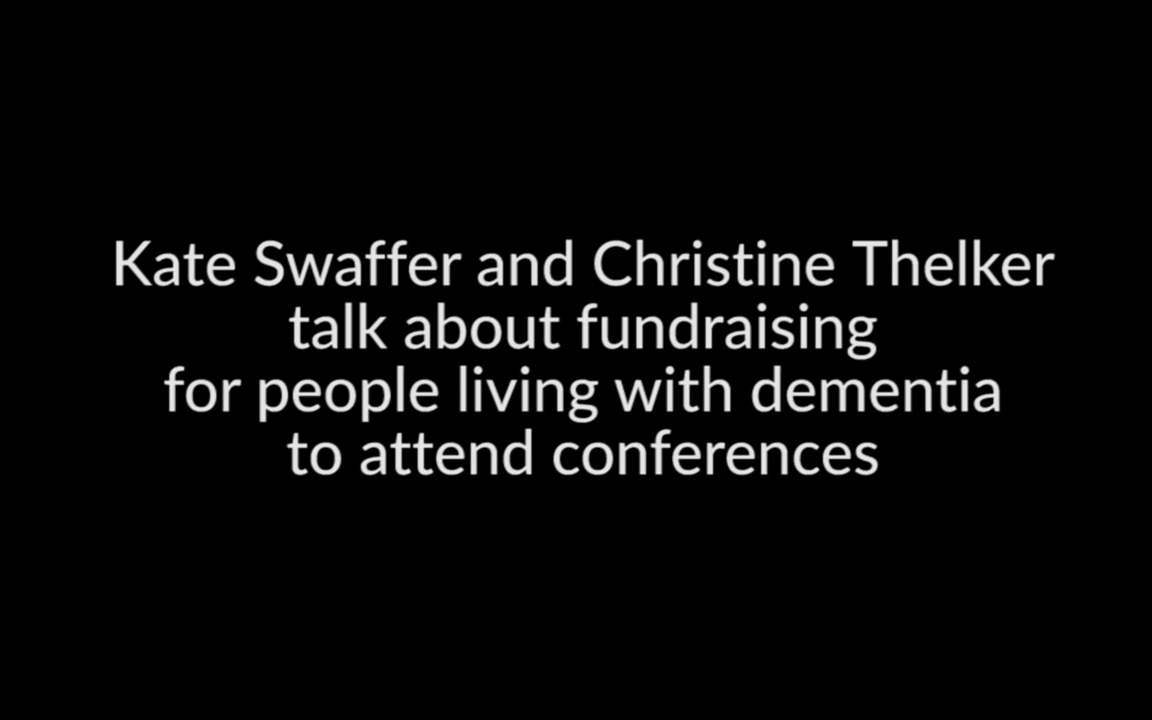 Kate Swaffer and Christine Thelker
talk about fundraising
for people living with dementia
to attend conferences